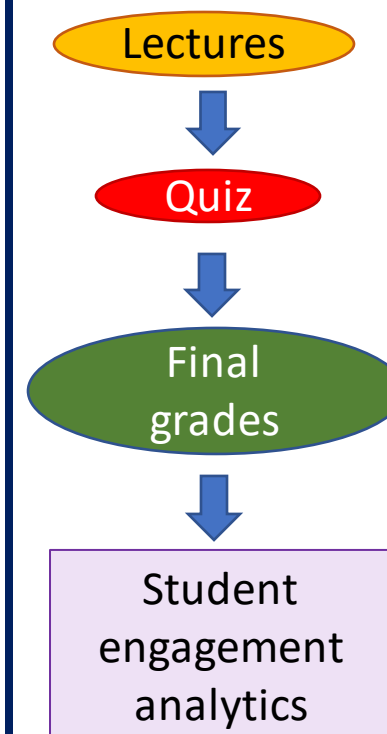 Lectures
Quiz
Final
grades
Student
engagement
analytics